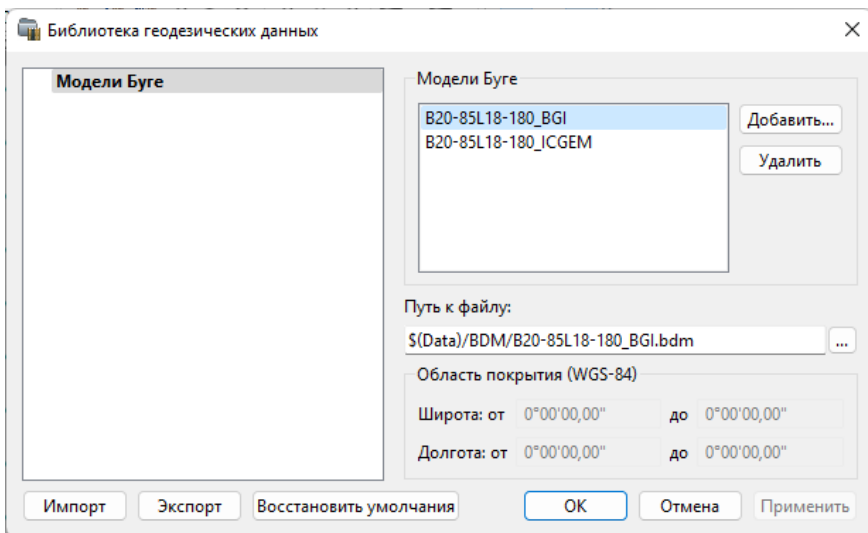 Библиотека геодезических данных
Модели Буге
Модели Буге
B20-85L18-180_BGI
B20-85L18-180_ICGEM
Добавить...
Удалить
Путь к файлу:
$(Data)/BDM/B20-85L18-180_BGI.bdm
...
Область покрытия (WGS-84)
Широта: от 0°00'00,00" до 0°00'00,00"
Долгота: от 0°00'00,00" до 0°00'00,00"
Импорт Экспорт Восстановить умолчания OK Отмена Применить